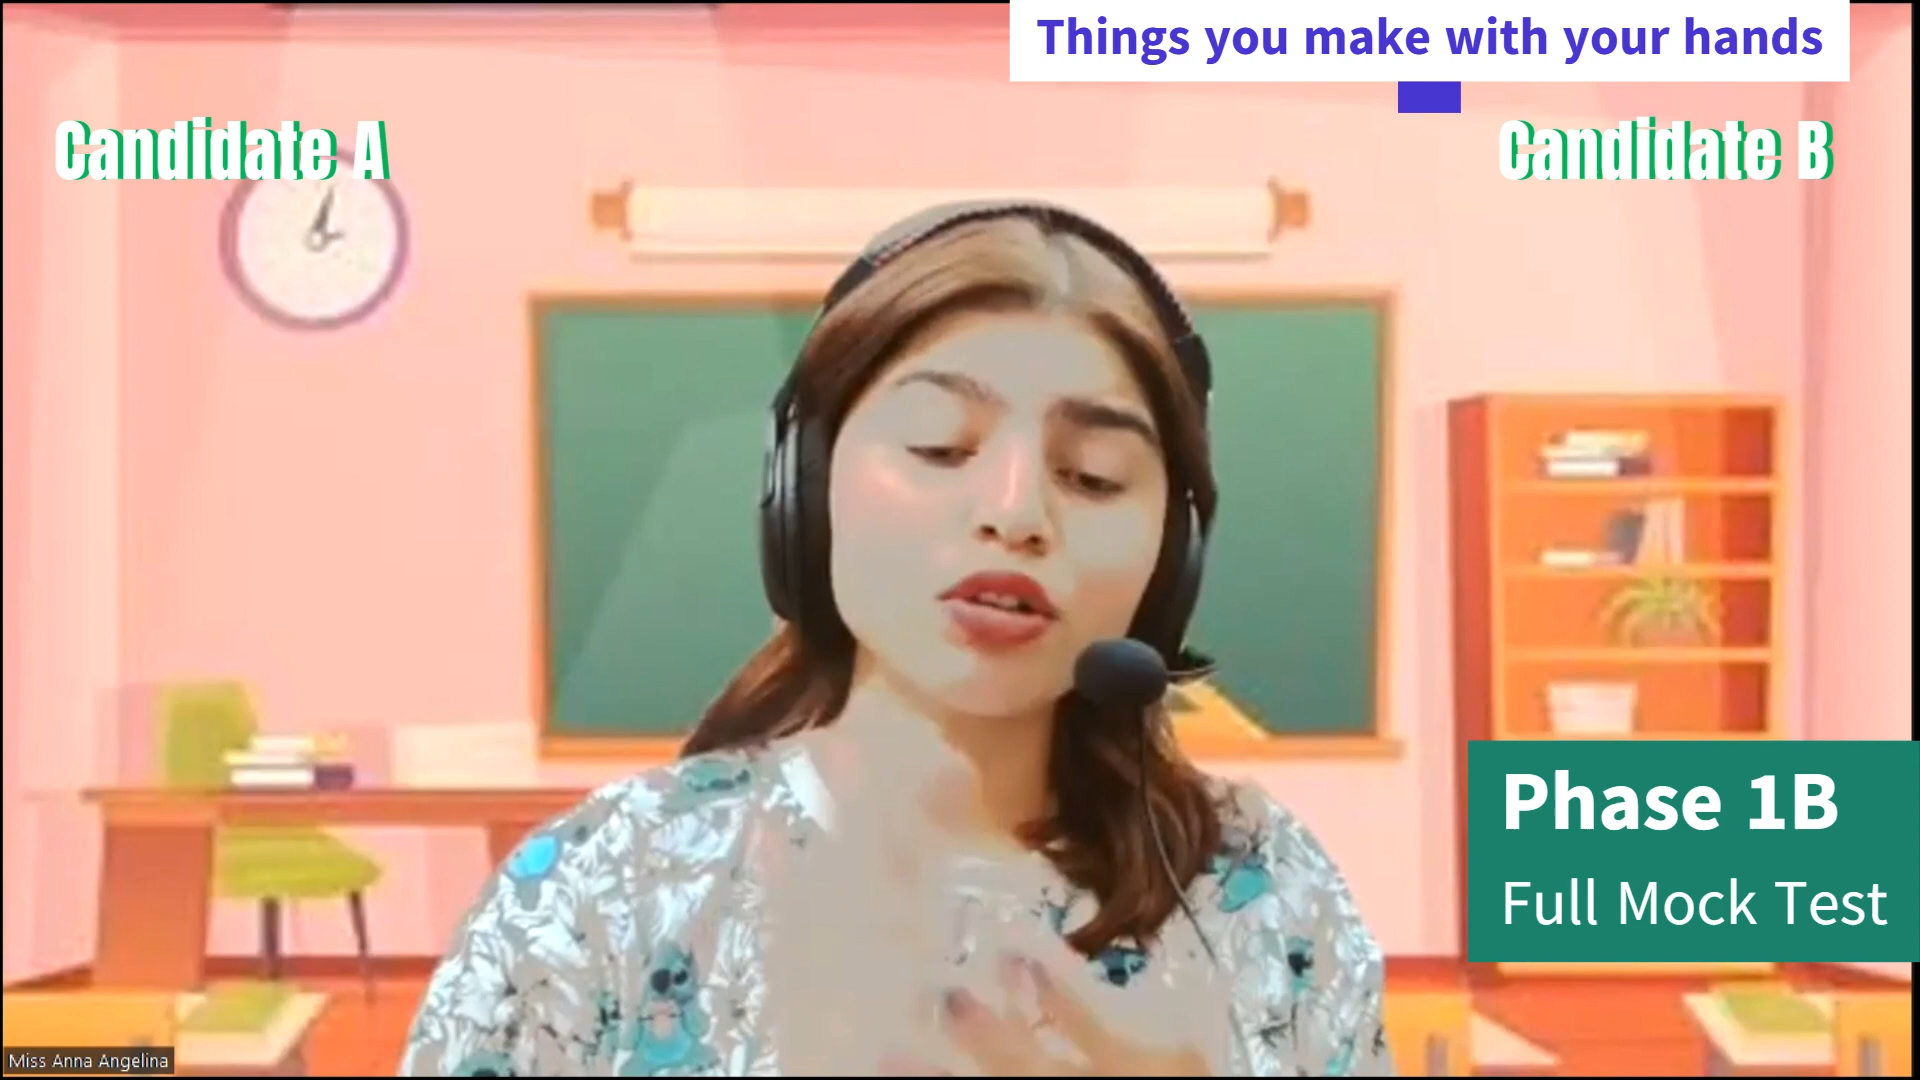 Things you make with your hands
Candidate A
Candidate B
Phase 1B
Full Mock Test
Miss Anna Angelina